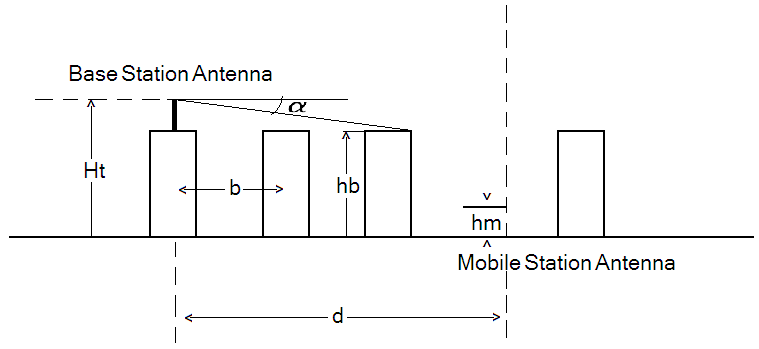 Base Station Antenna
α
Ht
b
hb
hm
Mobile Station Antenna
d